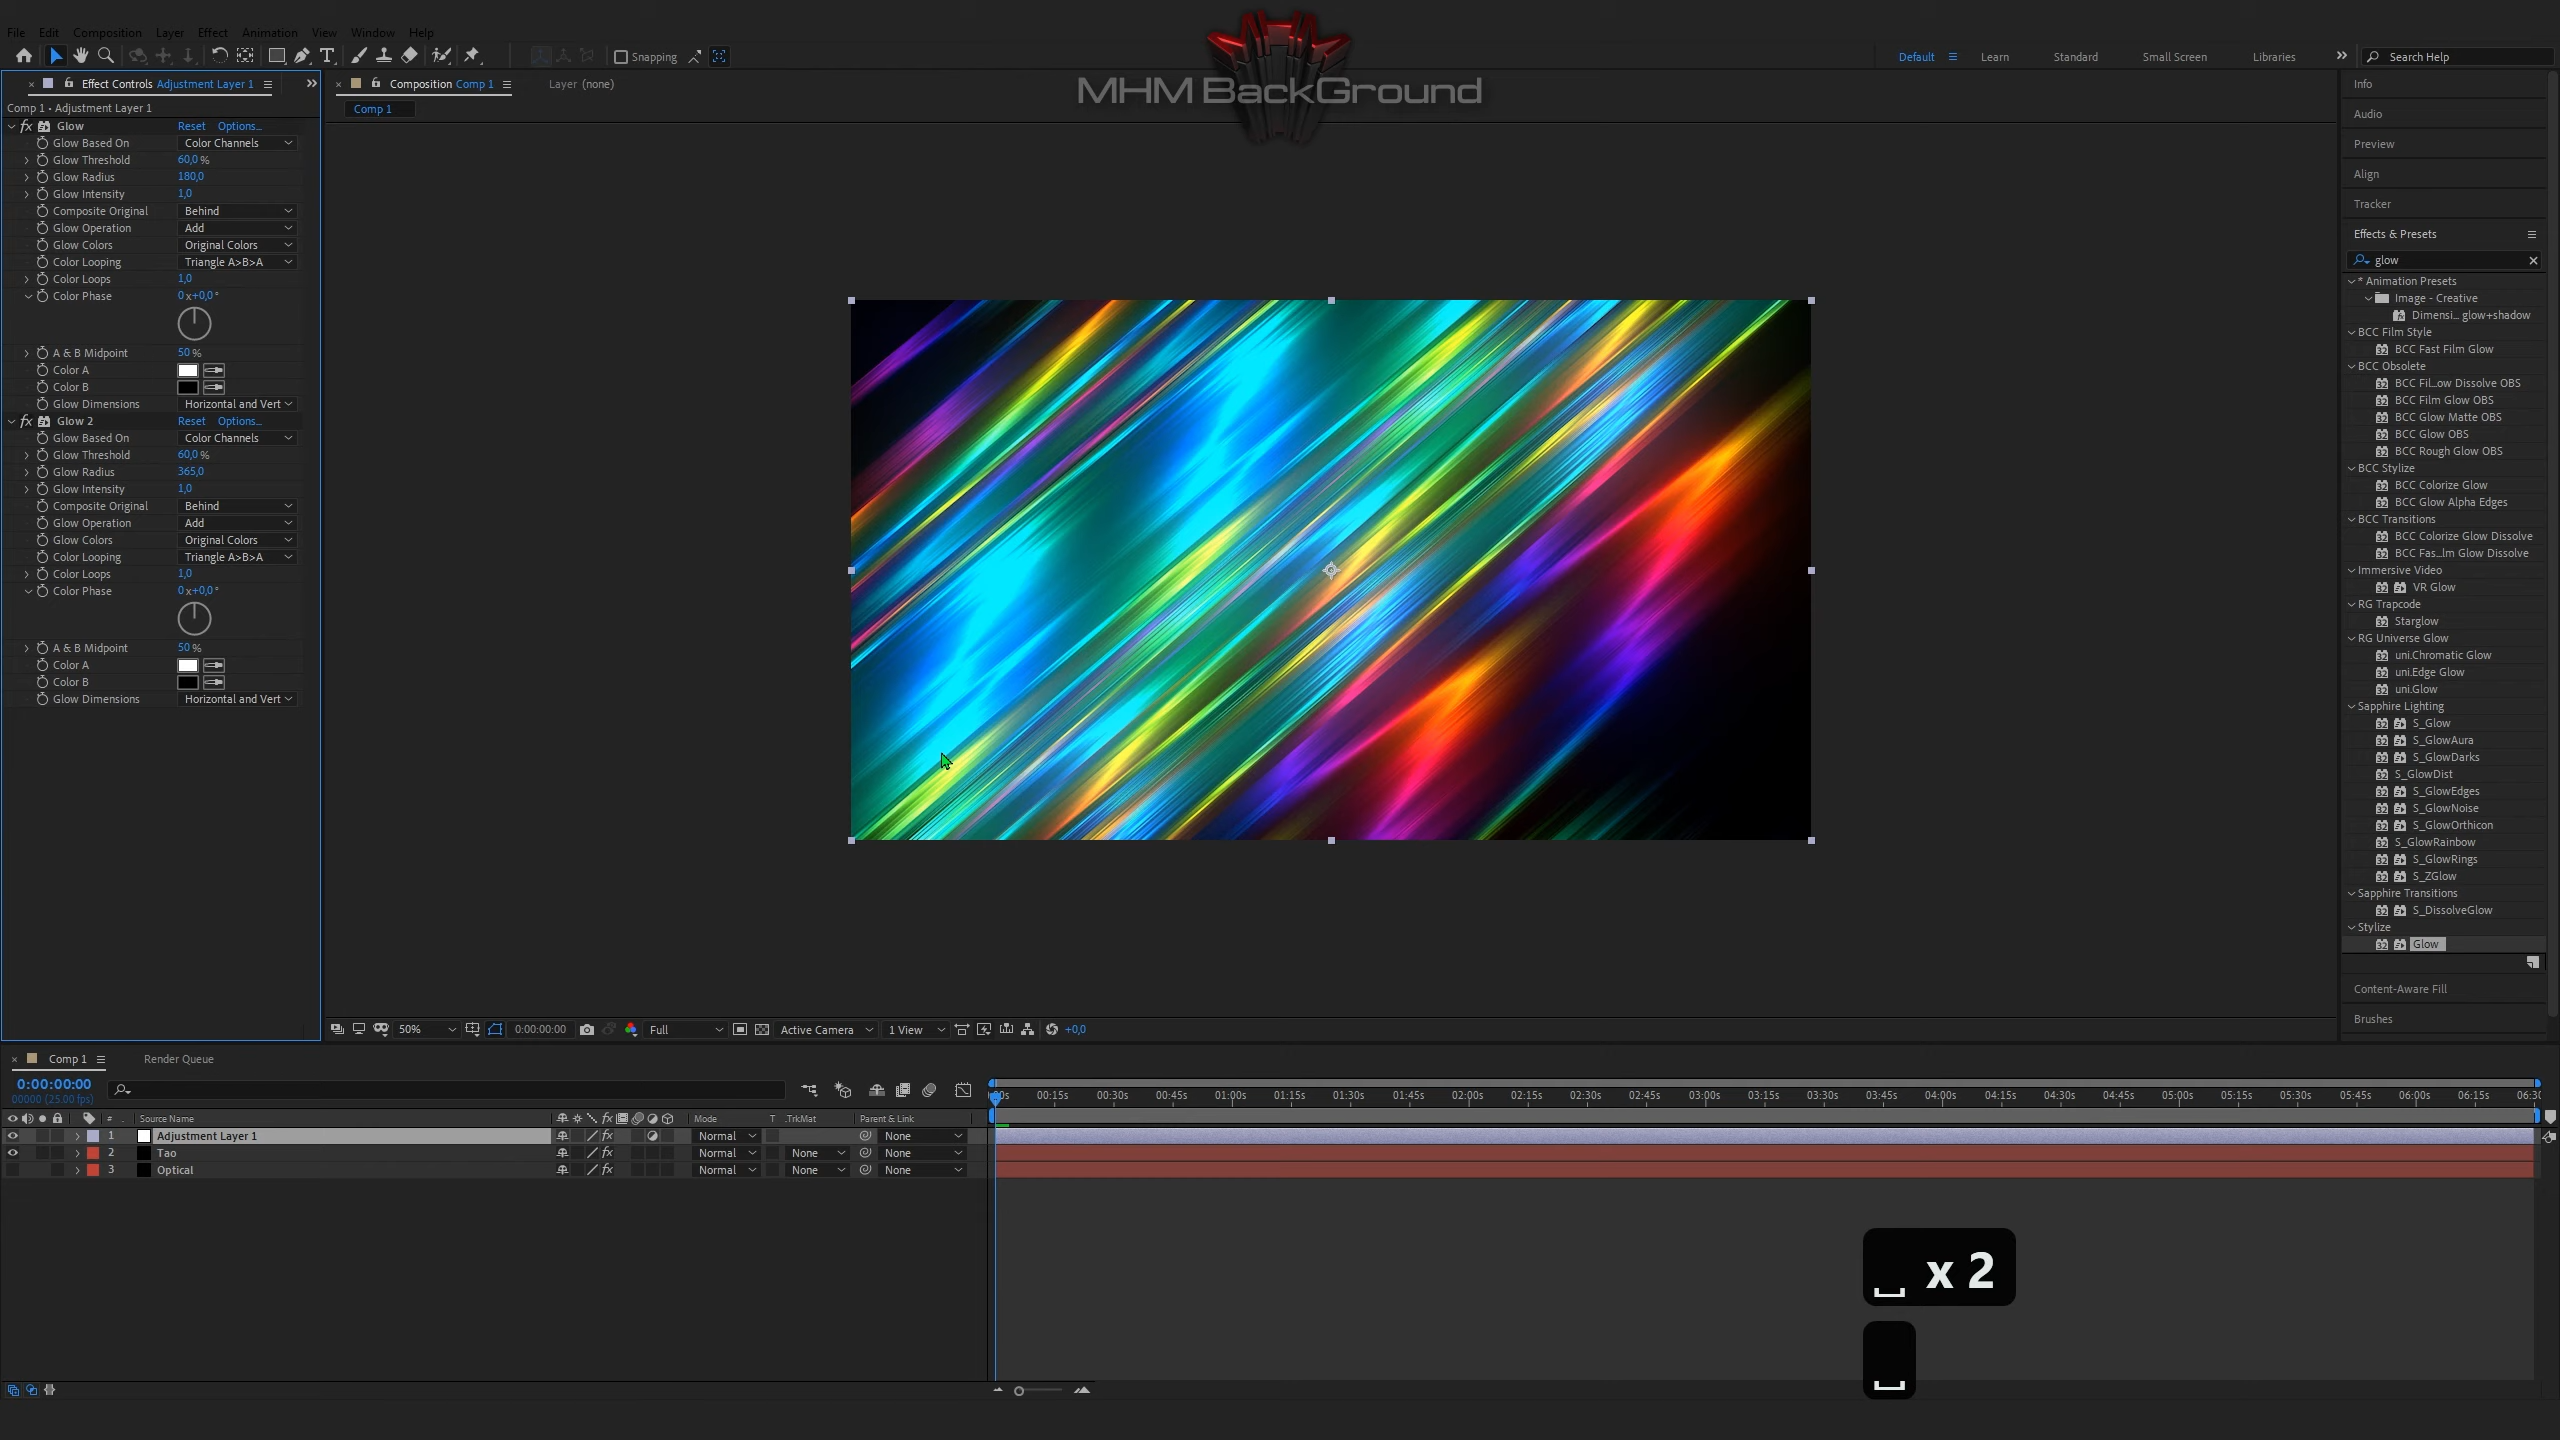 File Edit Composition Layer Effect Animation View Window Help
MHM BackGround
Snapping
Default
Learn
Standard
Small Screen
Libraries
Search Help
Effect Controls Adjustment Layer 1
Comp 1 • Adjustment Layer 1
Glow Reset Options...
Glow Based On Color Channels
Glow Threshold 60,0 %
Glow Radius 180,0
Glow Intensity 1,0
Composite Original Behind
Glow Operation Add
Glow Colors Original Colors
Color Looping Triangle A>B>A
Color Loops 1,0
Color Phase 0 x+0,0 °
A & B Midpoint 50 %
Color A
Color B
Glow Dimensions Horizontal and Vert
Glow 2 Reset Options...
Glow Based On Color Channels
Glow Threshold 60,0 %
Glow Radius 365,0
Glow Intensity 1,0
Composite Original Behind
Glow Operation Add
Glow Colors Original Colors
Color Looping Triangle A>B>A
Color Loops 1,0
Color Phase 0 x+0,0 °
A & B Midpoint 50 %
Color A
Color B
Glow Dimensions Horizontal and Vert
Composition Comp 1
Layer (none)
Comp 1
50%
0:00:00:00
Full
Active Camera
1 View
+0,0
Info
Audio
Preview
Align
Tracker
Effects & Presets
glow
* Animation Presets
Image - Creative
Dimensi... glow+shadow
BCC Film Style
BCC Fast Film Glow
BCC Obsolete
BCC Fil...ow Dissolve OBS
BCC Film Glow OBS
BCC Glow Matte OBS
BCC Glow OBS
BCC Rough Glow OBS
BCC Stylize
BCC Colorize Glow
BCC Glow Alpha Edges
BCC Transitions
BCC Colorize Glow Dissolve
BCC Fas...lm Glow Dissolve
Immersive Video
VR Glow
RG Trapcode
Starglow
RG Universe Glow
uni.Chromatic Glow
uni.Edge Glow
uni.Glow
Sapphire Lighting
S_Glow
S_GlowAura
S_GlowDarks
S_GlowDist
S_GlowEdges
S_GlowNoise
S_GlowOrthicon
S_GlowRainbow
S_GlowRings
S_ZGlow
Sapphire Transitions
S_DissolveGlow
Stylize
Glow
Content-Aware Fill
Brushes
Comp 1
Render Queue
0:00:00:00
00000 (25.00 fps)
# Source Name Mode T .TrkMat Parent & Link
1 Adjustment Layer 1 Normal None
2 Tao Normal None None
3 Optical Normal None None
00:15s 00:30s 00:45s 01:00s 01:15s 01:30s 01:45s 02:00s 02:15s 02:30s 02:45s 03:00s 03:15s 03:30s 03:45s 04:00s 04:15s 04:30s 04:45s 05:00s 05:15s 05:30s 05:45s 06:00s 06:15s
x 2